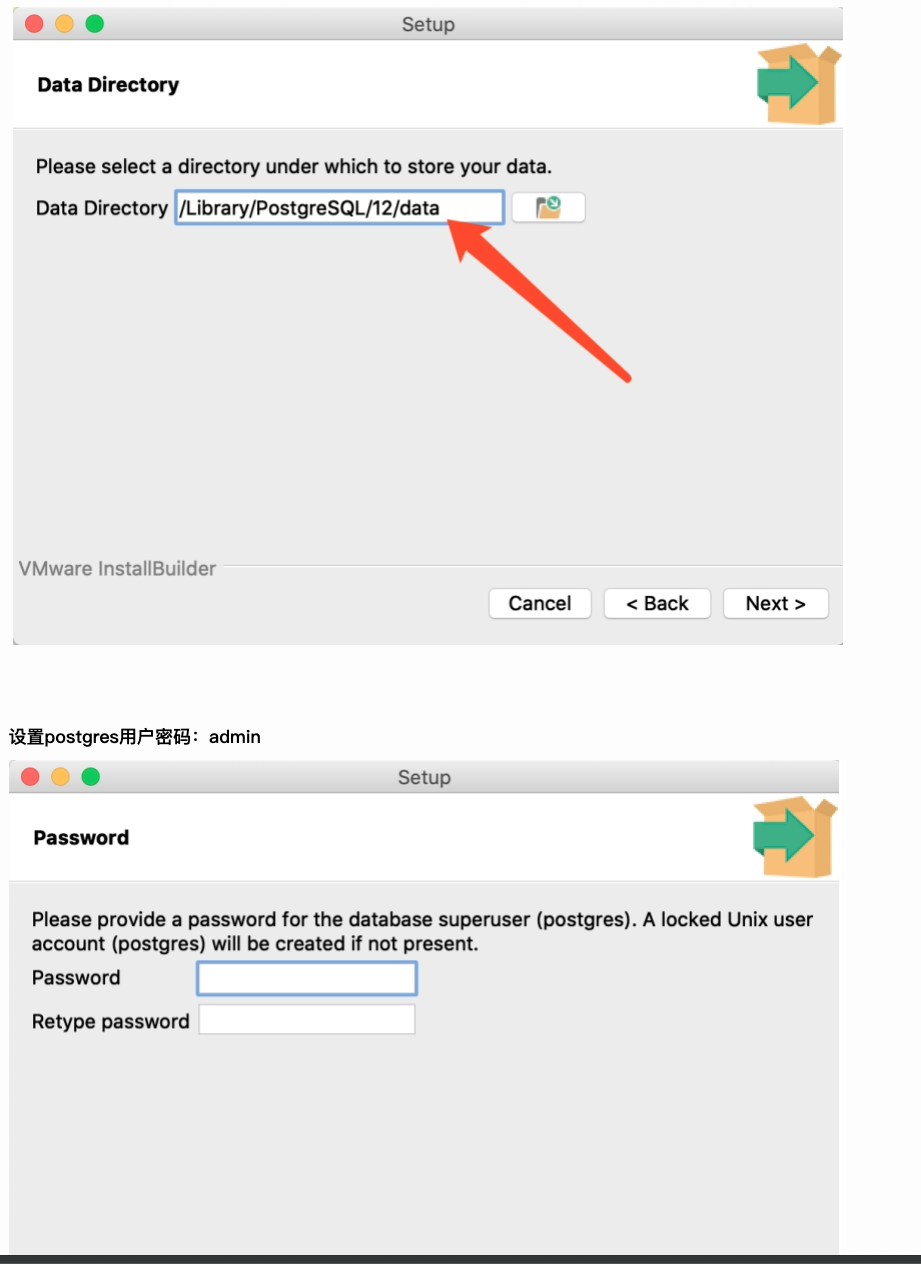 Setup
Data Directory
Please select a directory under which to store your data.
Data Directory /Library/PostgreSQL/12/data
VMware InstallBuilder
Cancel < Back Next >
设置postgres用户密码：admin
Setup
Password
Please provide a password for the database superuser (postgres). A locked Unix user
account (postgres) will be created if not present.
Password
Retype password